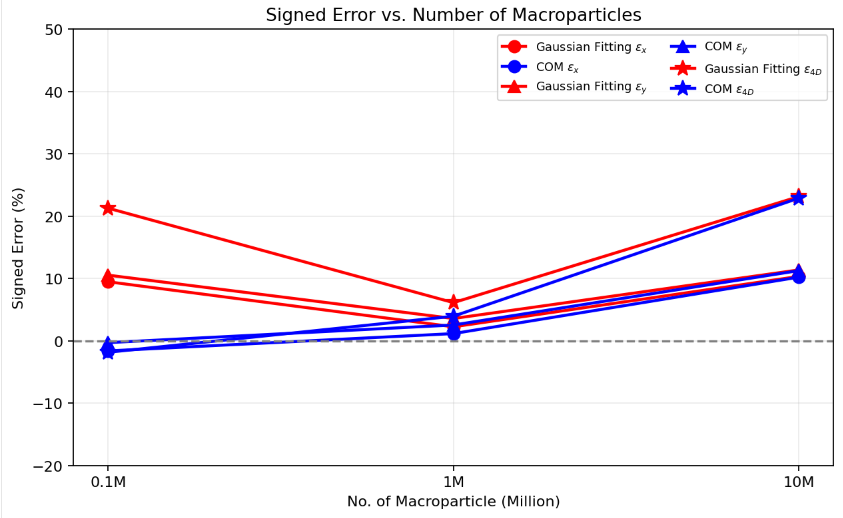 Signed Error vs. Number of Macroparticles
Gaussian Fitting εx
COM εx
Gaussian Fitting εy
COM εy
Gaussian Fitting ε4D
COM ε4D
Signed Error (%)
50
40
30
20
10
0
−10
−20
0.1M
1M
10M
No. of Macroparticle (Million)